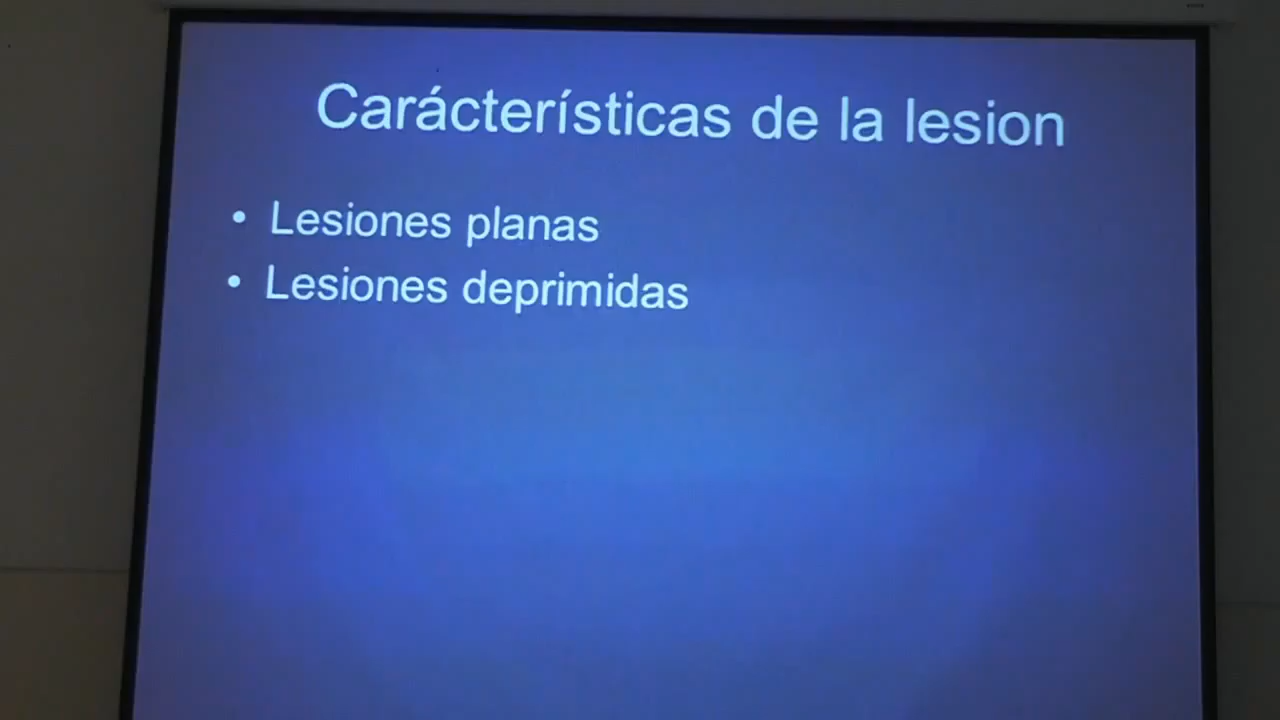 Carácterísticas de la lesion
• Lesiones planas
• Lesiones deprimidas